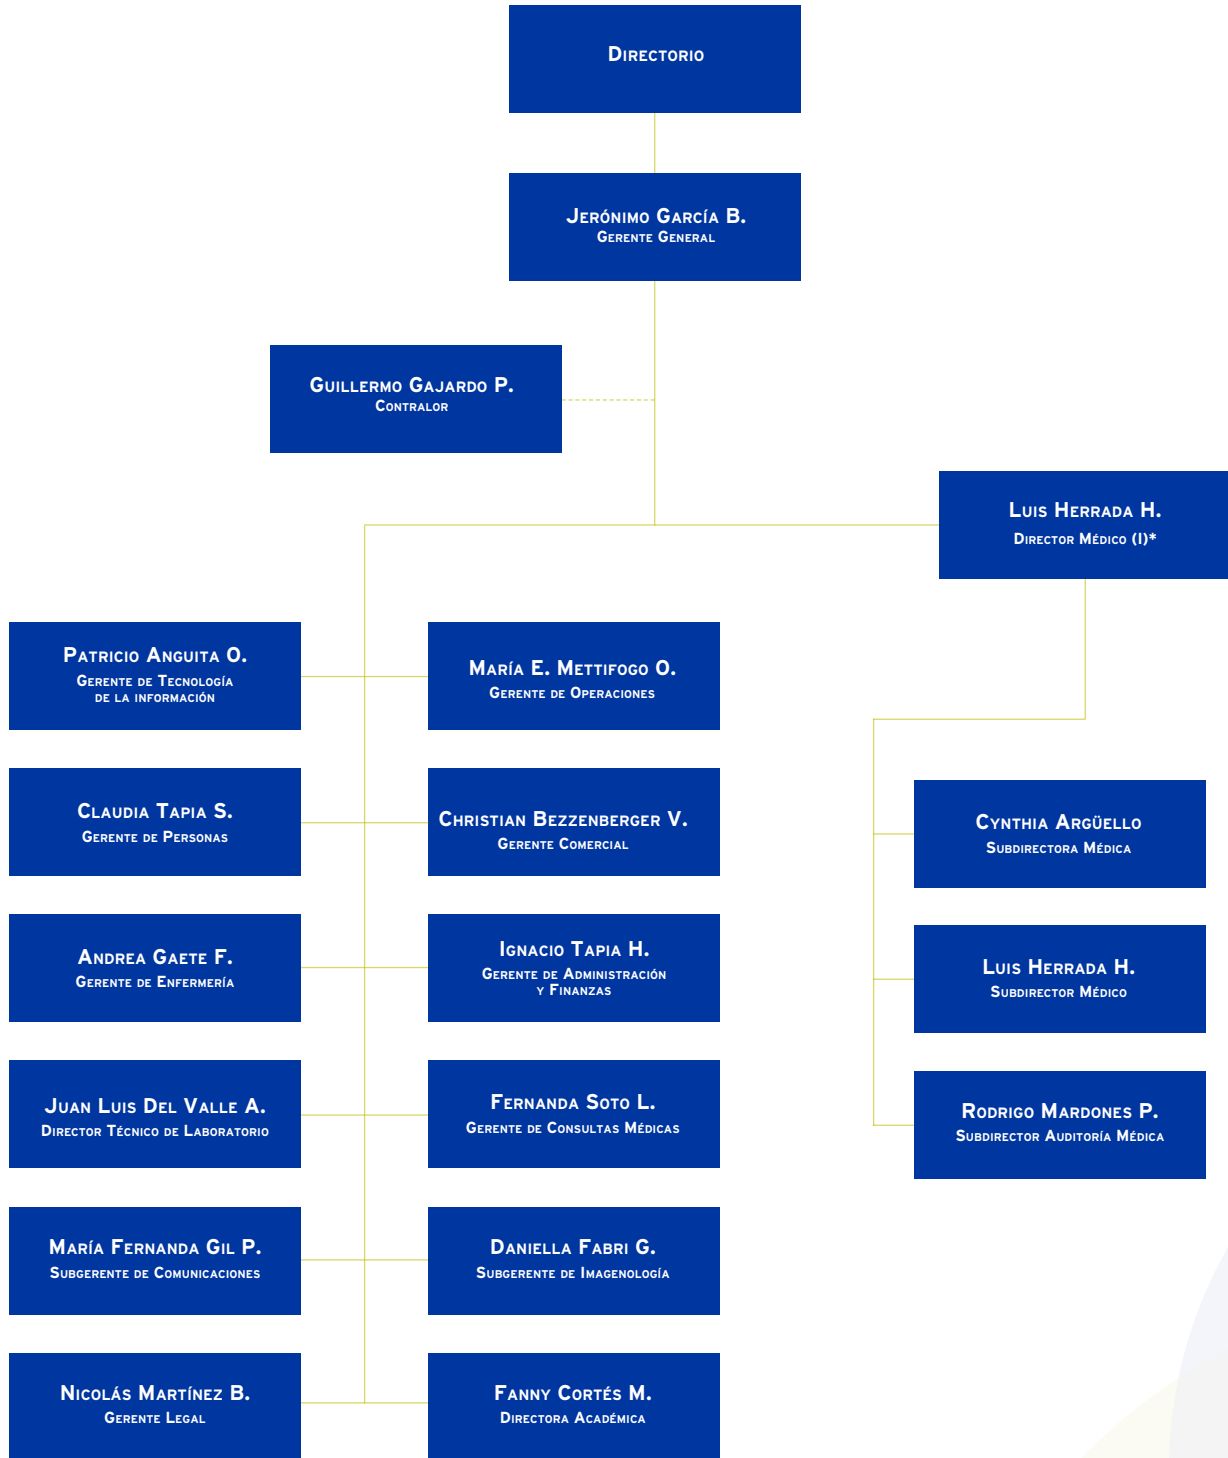 Directorio
Jerónimo García B.
Gerente General
Guillermo Gajardo P.
Contralor
Luis Herrada H.
Director Médico (I)*
Patricio Anguita O.
Gerente de Tecnología
de la información
María E. Mettifogo O.
Gerente de Operaciones
Claudia Tapia S.
Gerente de Personas
Christian Bezzenberger V.
Gerente Comercial
Andrea Gaete F.
Gerente de Enfermería
Ignacio Tapia H.
Gerente de Administración
y Finanzas
Juan Luis Del Valle A.
Director Técnico de Laboratorio
Fernanda Soto L.
Gerente de Consultas Médicas
María Fernanda Gil P.
Subgerente de Comunicaciones
Daniella Fabri G.
Subgerente de Imagenología
Nicolás Martínez B.
Gerente Legal
Fanny Cortés M.
Directora Académica
Cynthia Argüello
Subdirectora Médica
Luis Herrada H.
Subdirector Médico
Rodrigo Mardones P.
Subdirector Auditoría Médica